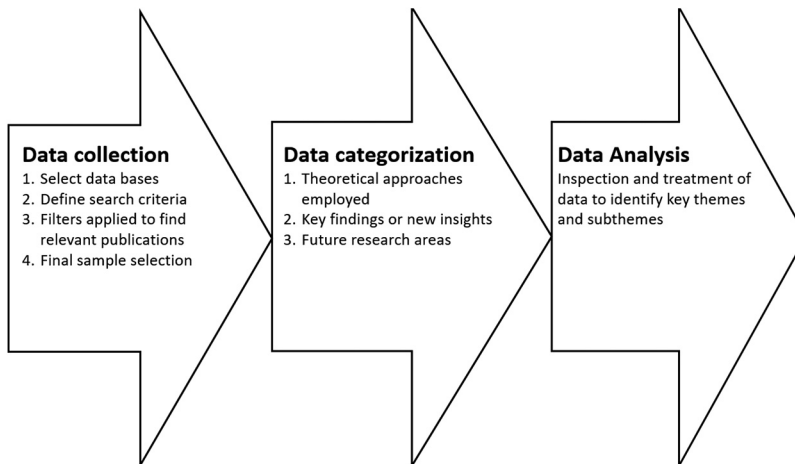 Data collection
1. Select data bases
2. Define search criteria
3. Filters applied to find
relevant publications
4. Final sample selection
Data categorization
1. Theoretical approaches
employed
2. Key findings or new insights
3. Future research areas
Data Analysis
Inspection and treatment of
data to identify key themes
and subthemes